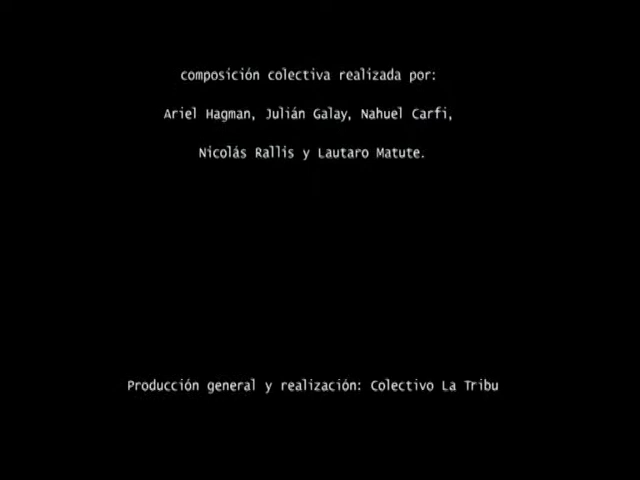 composición colectiva realizada por:
Ariel Hagman, Julián Galay, Nahuel Carfi,
Nicolás Rallis y Lautaro Matute.
Producción general y realización: Colectivo La Tribu